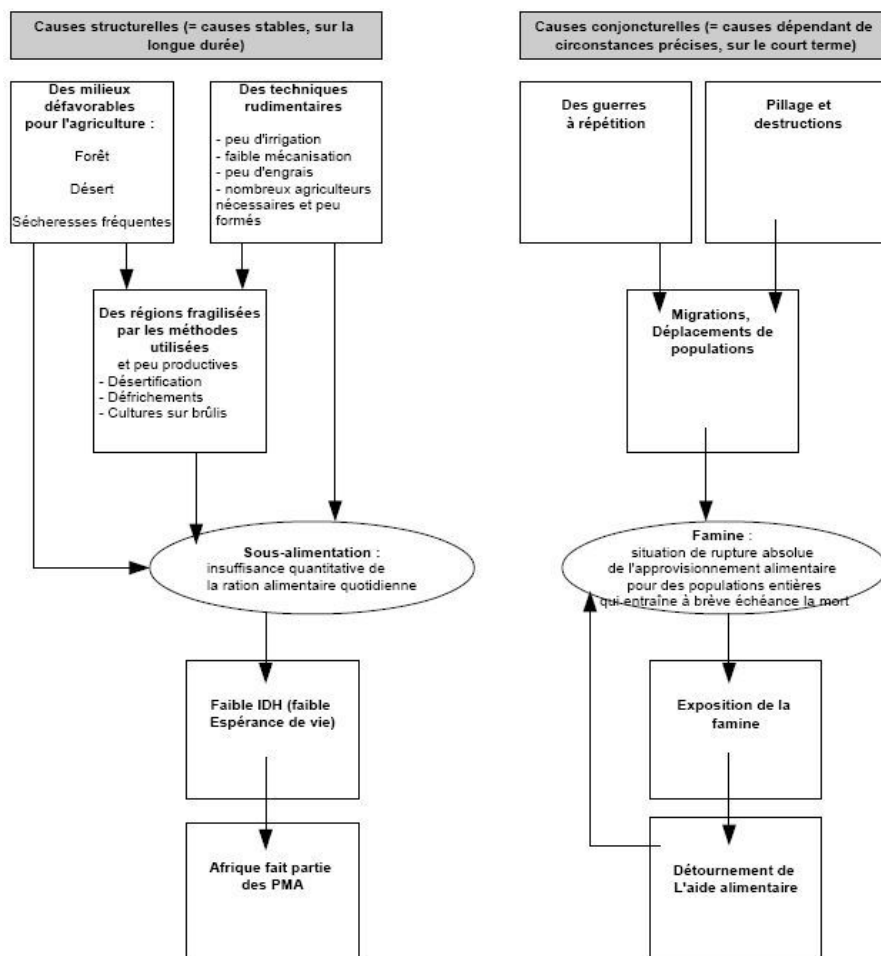 Causes structurelles (= causes stables, sur la
longue durée)
Des milieux
défavorables
pour l'agriculture :
Forêt
Désert
Sécheresses fréquentes
Des techniques
rudimentaires
- peu d'irrigation
- faible mécanisation
- peu d'engrais
- nombreux agriculteurs
nécessaires et peu
formés
Des régions fragilisées
par les méthodes
utilisées
et peu productives
- Désertification
- Défrichements
- Cultures sur brûlis
Sous-alimentation :
insuffisance quantitative de
la ration alimentaire quotidienne
Faible IDH (faible
Espérance de vie)
Afrique fait partie
des PMA
Causes conjoncturelles (= causes dépendant de
circonstances précises, sur le court terme)
Des guerres
à répétition
Pillage et
destructions
Migrations,
Déplacements de
populations
Famine :
situation de rupture absolue
de l'approvisionnement alimentaire
pour des populations entières
qui entraîne à brève échéance la mort
Exposition de la
famine
Détournement de
L'aide alimentaire